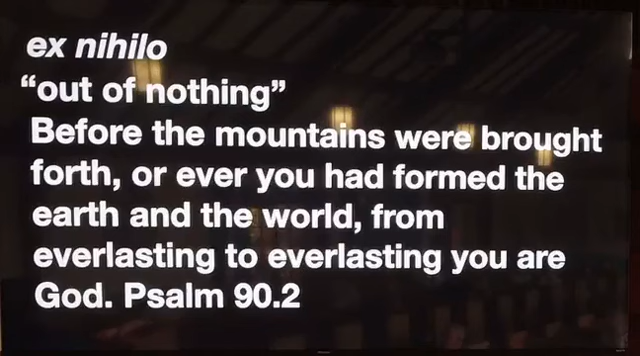 ex nihilo
“out of nothing”
Before the mountains were brought
forth, or ever you had formed the
earth and the world, from
everlasting to everlasting you are
God. Psalm 90.2